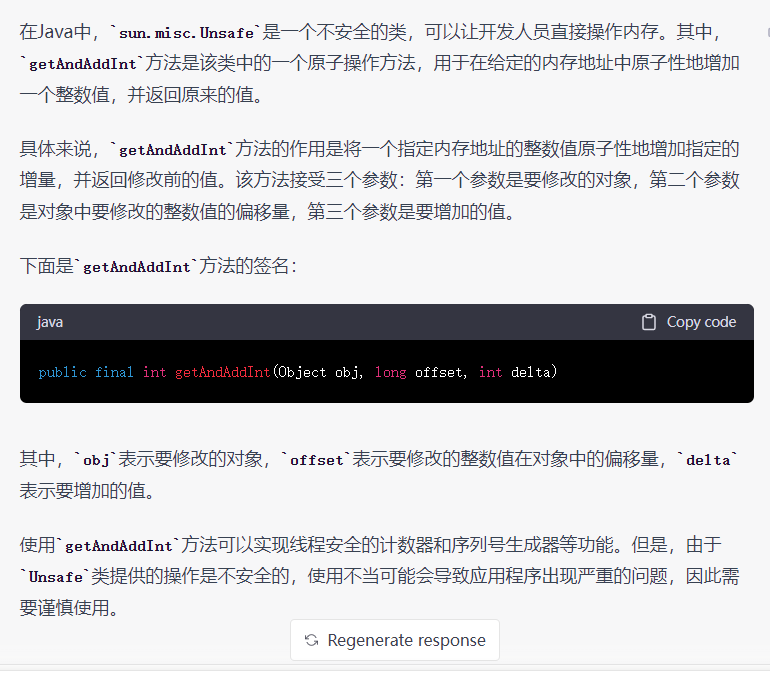 在Java中，`sun.misc.Unsafe`是一个不安全的类，可以让开发人员直接操作内存。其中，
`getAndAddInt`方法是该类中的一个原子操作方法，用于在给定的内存地址中原子性地增加
一个整数值，并返回原来的值。
具体来说，`getAndAddInt`方法的作用是将一个指定内存地址的整数值原子性地增加指定的
增量，并返回修改前的值。该方法接受三个参数：第一个参数是要修改的对象，第二个参数
是对象中要修改的整数值的偏移量，第三个参数是要增加的值。
下面是`getAndAddInt`方法的签名：
java
Copy code
public final int getAndAddInt(Object obj, long offset, int delta)
其中，`obj`表示要修改的对象，`offset`表示要修改的整数值在对象中的偏移量，`delta`
表示要增加的值。
使用`getAndAddInt`方法可以实现线程安全的计数器和序列号生成器等功能。但是，由于
`Unsafe`类提供的操作是不安全的，使用不当可能会导致应用程序出现严重的问题，因此需
要谨慎使用。
Regenerate response